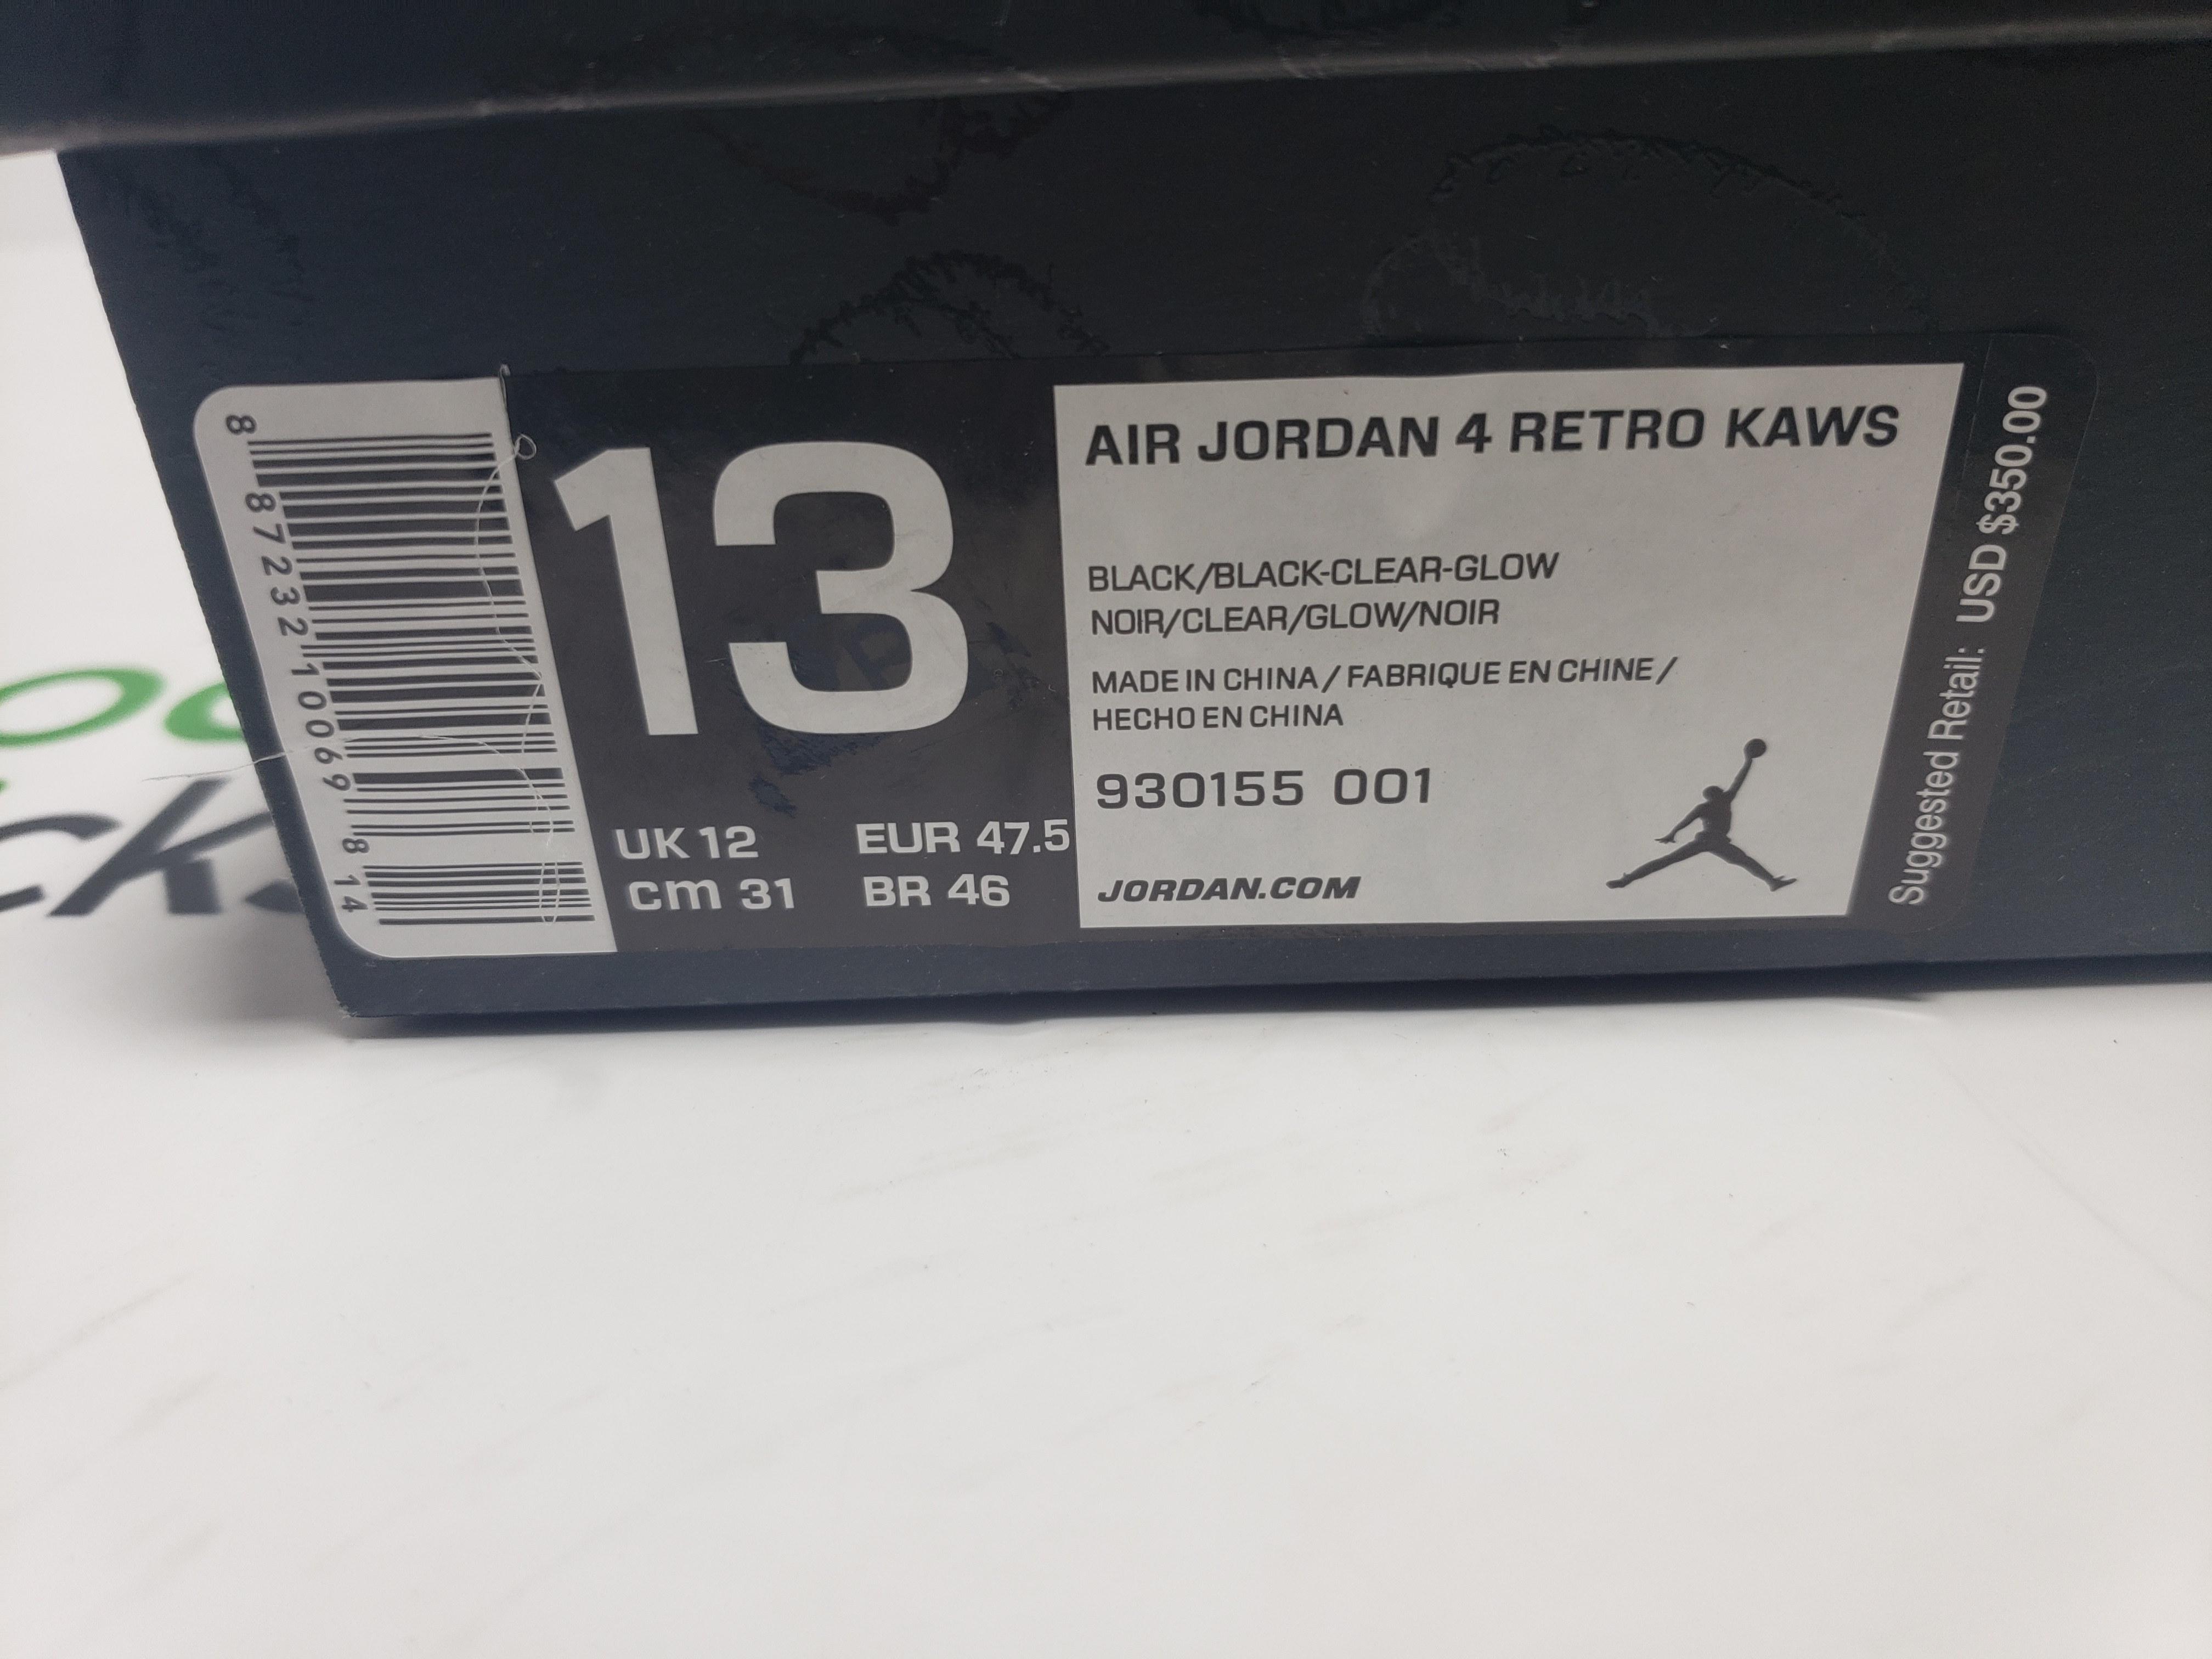 8 87232 10069 8 14
13
UK 12 EUR 47.5
cm 31 BR 46
AIR JORDAN 4 RETRO KAWS
BLACK/BLACK-CLEAR-GLOW
NOIR/CLEAR/GLOW/NOIR
MADE IN CHINA / FABRIQUE EN CHINE /
HECHO EN CHINA
930155 001
JORDAN.COM
Suggested Retail: USD $350.00